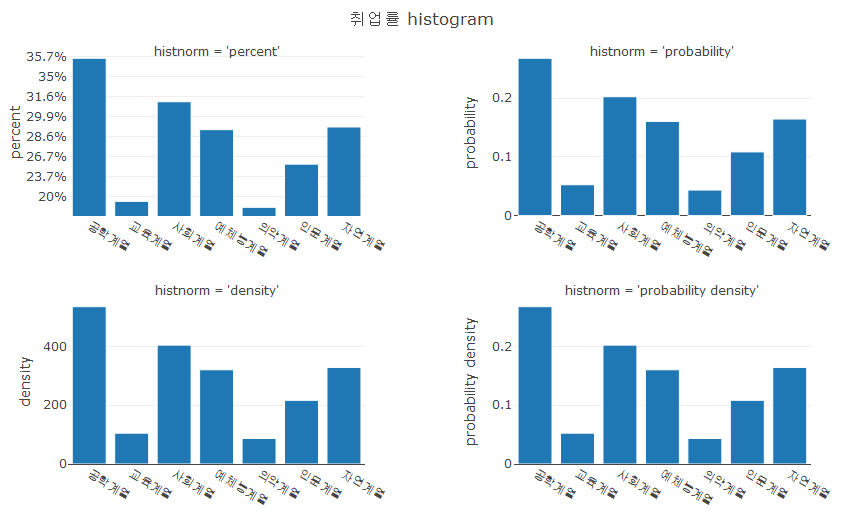 취업률 histogram
histnorm = 'percent'
percent
35.7%
35%
31.6%
29.9%
28.6%
26.7%
23.7%
20%
공학계열
교육계열
사회계열
예체능계열
의약계열
인문계열
자연계열
histnorm = 'probability'
probability
0.2
0.1
0
공학계열
교육계열
사회계열
예체능계열
의약계열
인문계열
자연계열
histnorm = 'density'
density
400
200
0
공학계열
교육계열
사회계열
예체능계열
의약계열
인문계열
자연계열
histnorm = 'probability density'
probability density
0.2
0.1
0
공학계열
교육계열
사회계열
예체능계열
의약계열
인문계열
자연계열